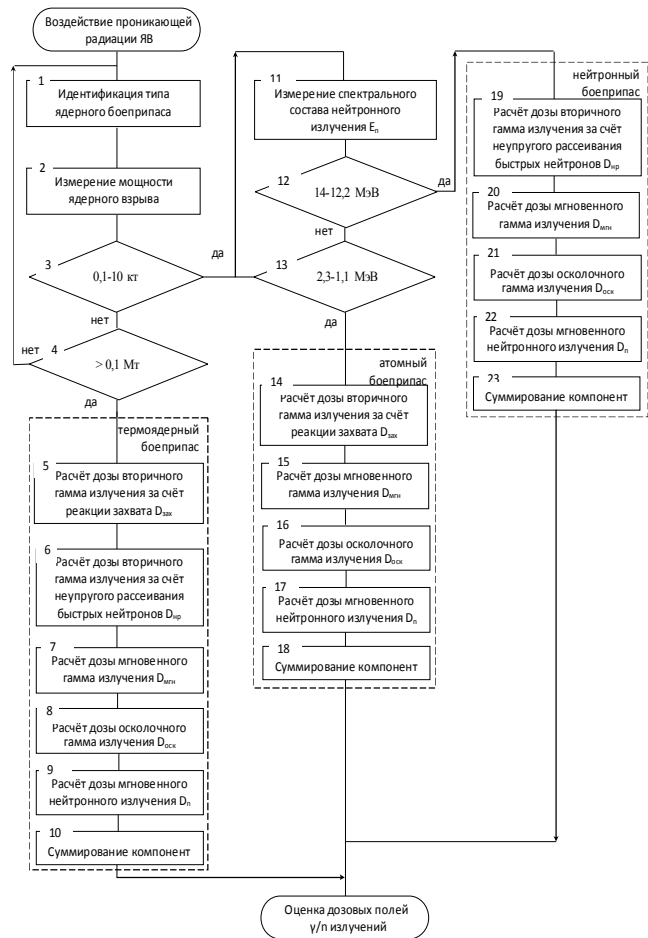 Воздействие проникающей
радиации ЯВ
1
Идентификация типа
ядерного боеприпаса
2
Измерение мощности
ядерного взрыва
3
0,1-10 кт
да
нет
4
> 0,1 Мт
нет
да
термоядерный
боеприпас
5
Расчёт дозы вторичного
гамма излучения за счёт
реакции захвата Dзах
6
Расчёт дозы вторичного
гамма излучения за счёт
неупругого рассеивания
быстрых нейтронов Dнр
7
Расчёт дозы мгновенного
гамма излучения Dмгн
8
Расчёт дозы осколочного
гамма излучения Dоск
9
Расчёт дозы мгновенного
нейтронного излучения Dn
10
Суммирование компонент
11
Измерение спектрального
состава нейтронного
излучения En
12
14-12,2 МэВ
да
нет
13
2,3-1,1 МэВ
да
атомный
боеприпас
14
Расчёт дозы вторичного
гамма излучения за счёт
реакции захвата Dзах
15
Расчёт дозы мгновенного
гамма излучения Dмгн
16
Расчёт дозы осколочного
гамма излучения Dоск
17
Расчёт дозы мгновенного
нейтронного излучения Dn
18
Суммирование компонент
да
нейтронный
боеприпас
19
Расчёт дозы вторичного
гамма излучения за счёт
неупругого рассеивания
быстрых нейтронов Dнр
20
Расчёт дозы мгновенного
гамма излучения Dмгн
21
Расчёт дозы осколочного
гамма излучения Dоск
22
Расчёт дозы мгновенного
нейтронного излучения Dn
23
Суммирование компонент
Оценка дозовых полей
γ/n излучений